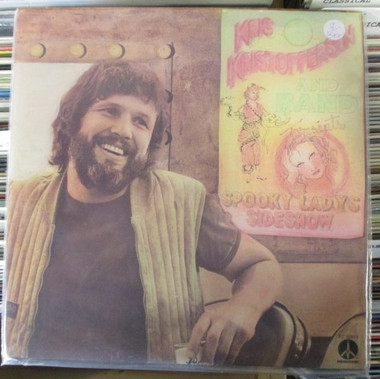 KRIS
KRISTOFFERSON
AND
BAND
SPOOKY LADY'S
SIDESHOW